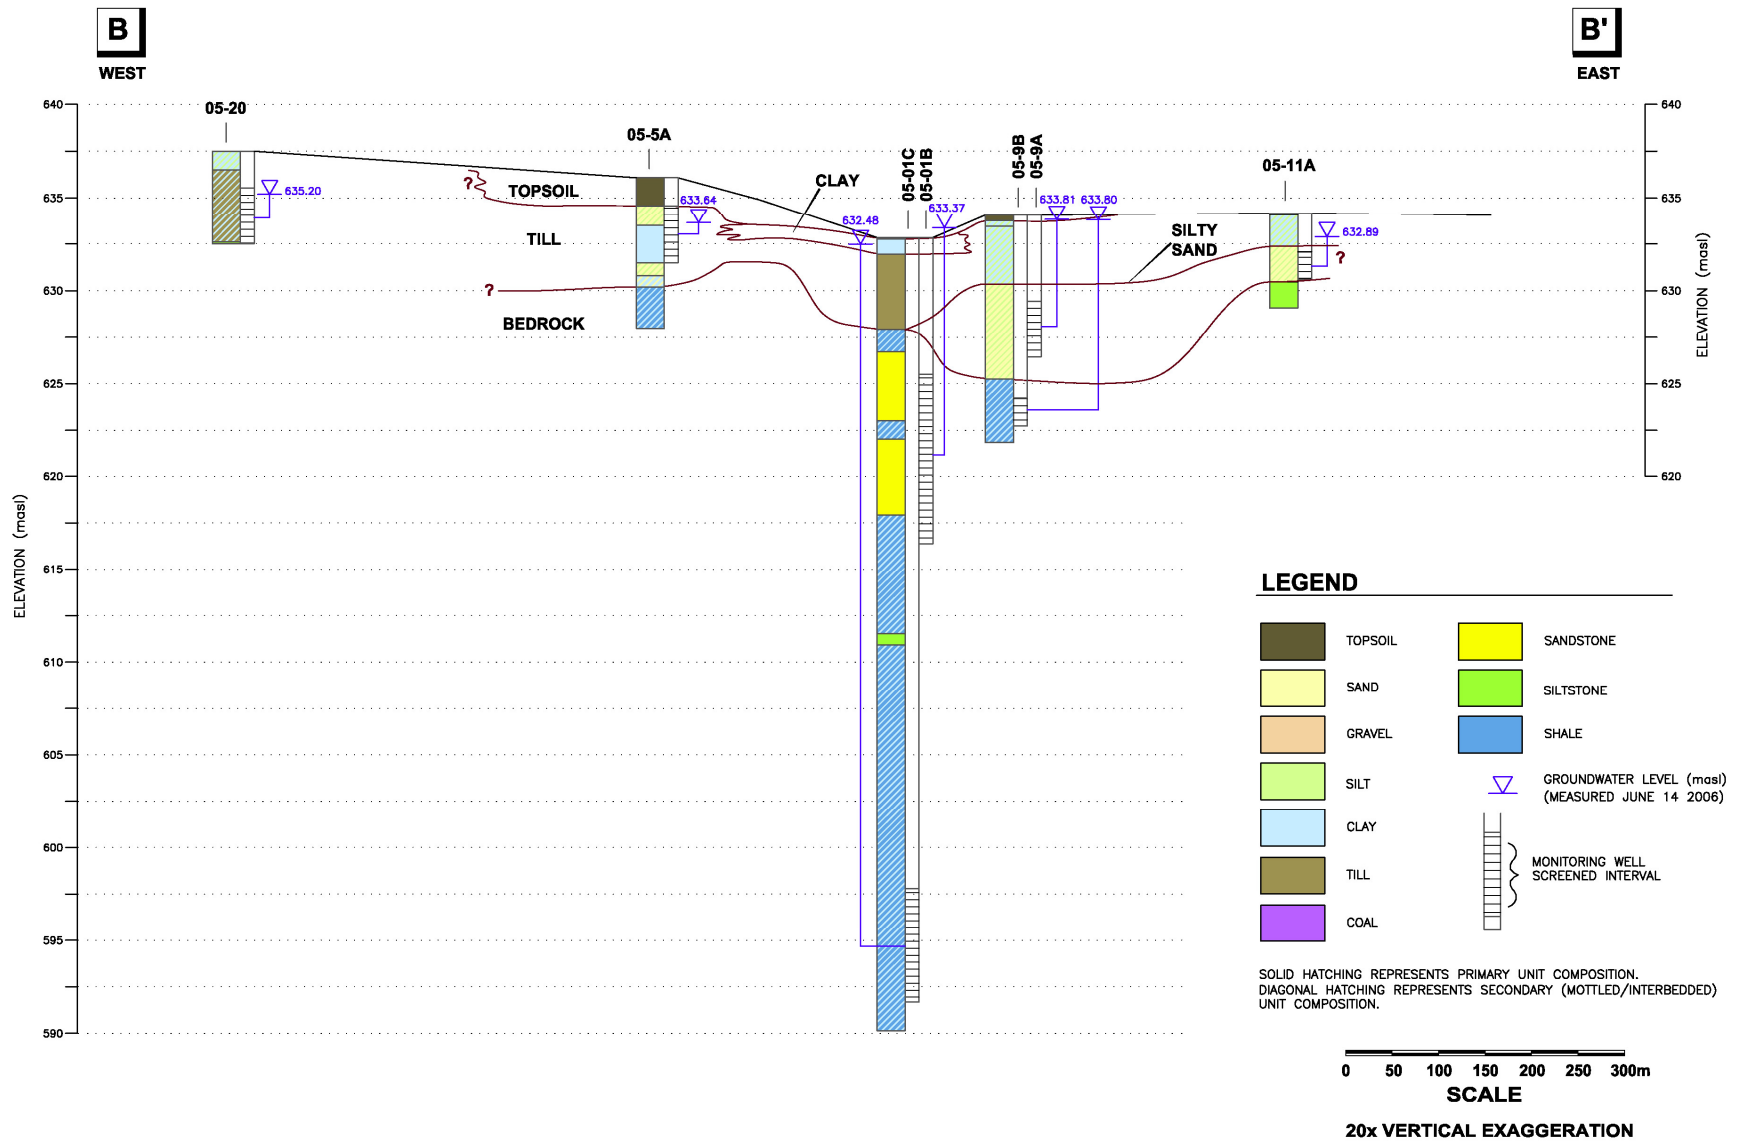 B
WEST
B'
EAST
640
635
630
625
620
615
610
605
600
595
590
ELEVATION (masl)
640
635
630
625
620
ELEVATION (masl)
05-20
635.20
05-5A
633.64
05-01C
05-01B
632.48
633.37
05-9B
05-9A
633.81
633.80
05-11A
632.89
?
TOPSOIL
TILL
?
BEDROCK
CLAY
SILTY
SAND
?
LEGEND
TOPSOIL
SAND
GRAVEL
SILT
CLAY
TILL
COAL
SANDSTONE
SILTSTONE
SHALE
GROUNDWATER LEVEL (masl)
(MEASURED JUNE 14 2006)
MONITORING WELL
SCREENED INTERVAL
SOLID HATCHING REPRESENTS PRIMARY UNIT COMPOSITION.
DIAGONAL HATCHING REPRESENTS SECONDARY (MOTTLED/INTERBEDDED)
UNIT COMPOSITION.
0 50 100 150 200 250 300m
SCALE
20x VERTICAL EXAGGERATION